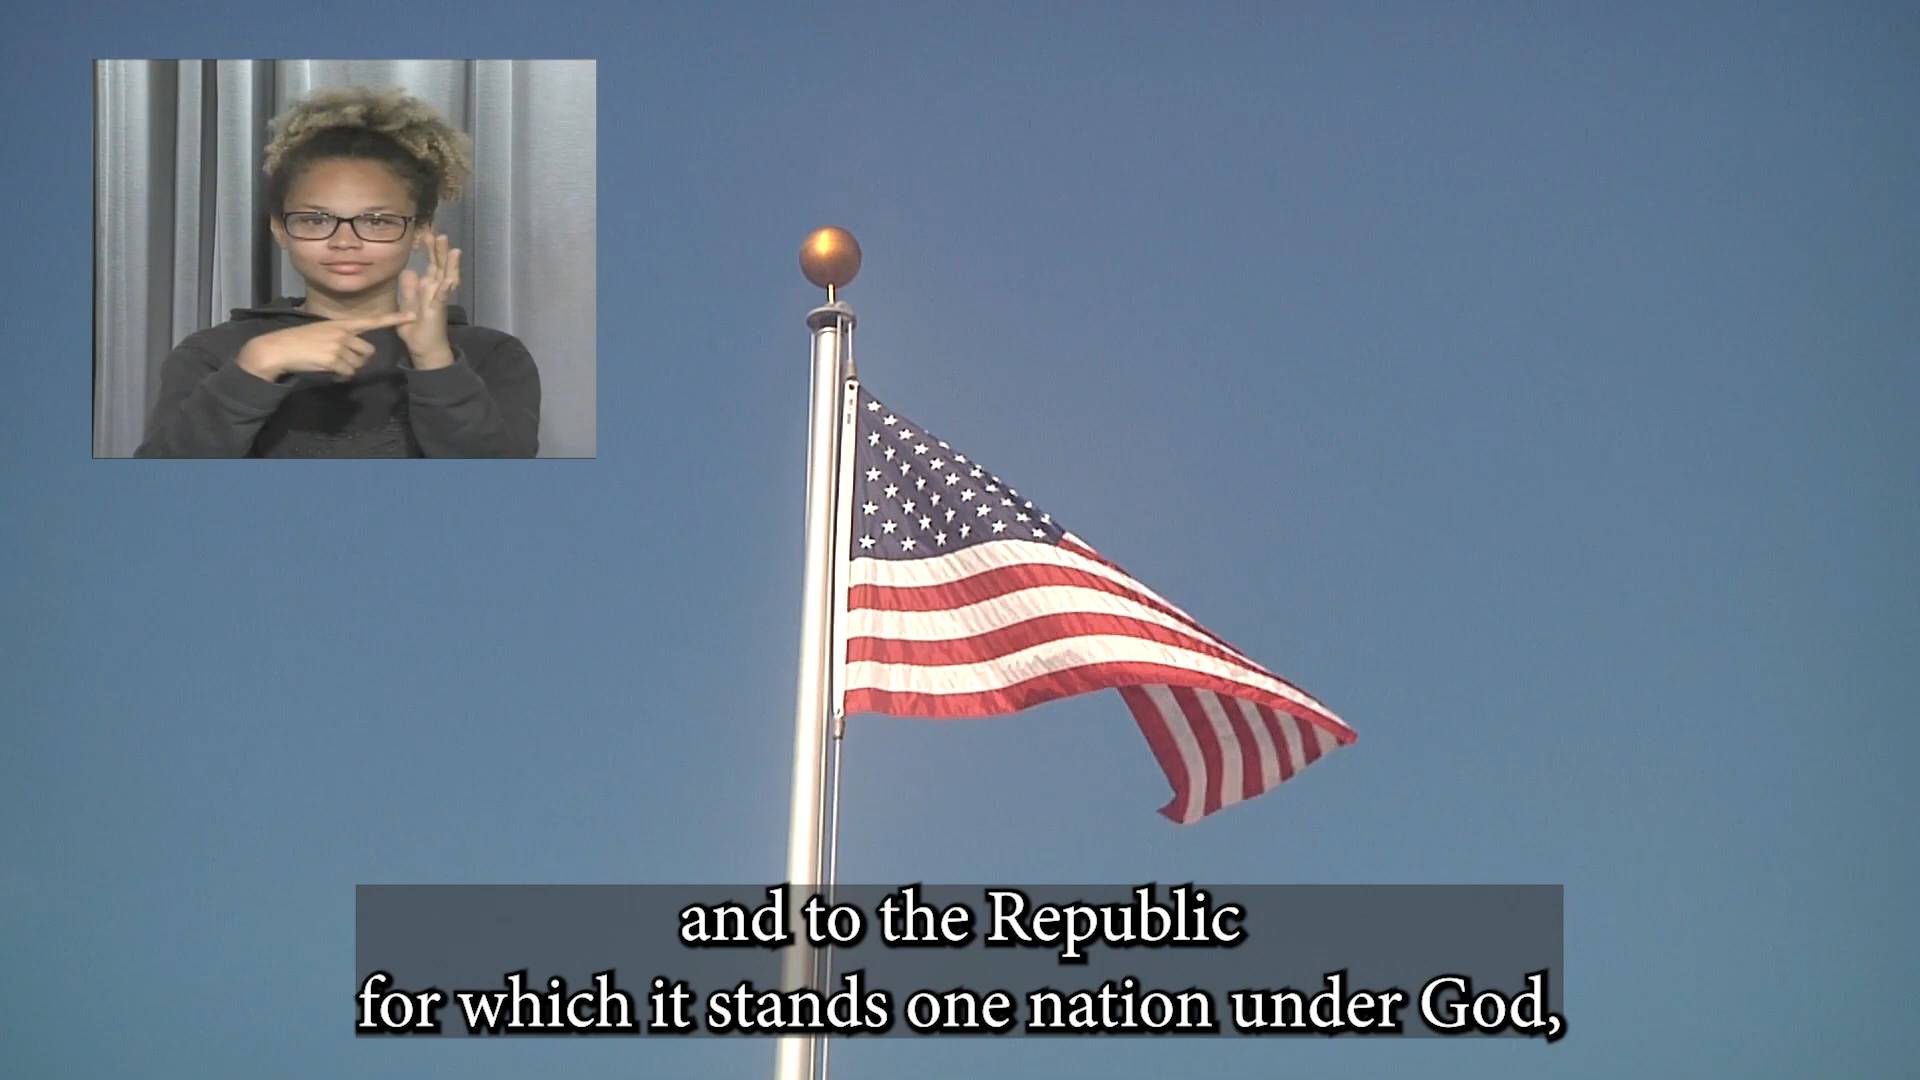 and to the Republic
for which it stands one nation under God,